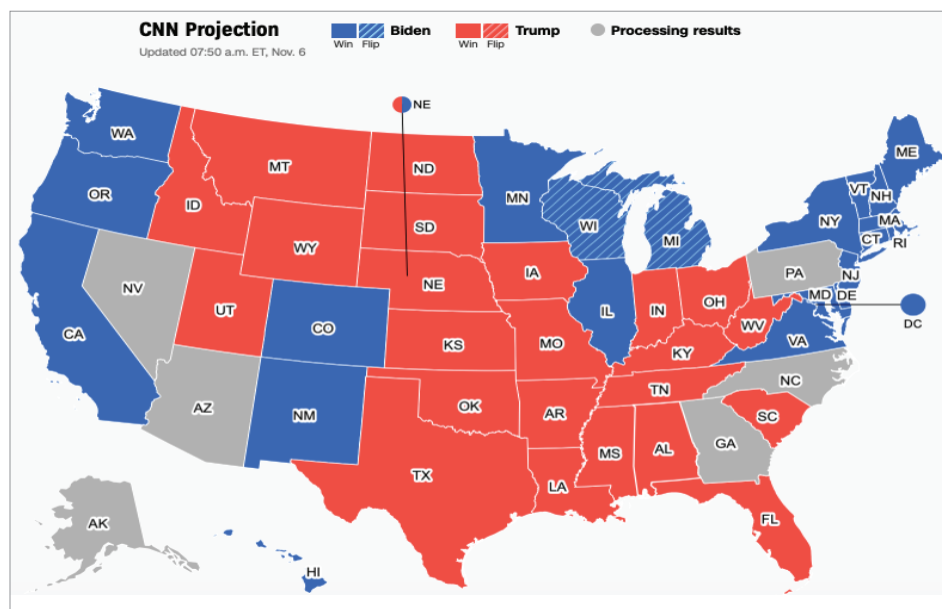 CNN Projection
Updated 07:50 a.m. ET, Nov. 6
Biden
Win Flip
Trump
Win Flip
Processing results
NE
WA
ME
MT
ND
VT
NH
OR
MN
ID
SD
WI
NY
MA
MI
CT
RI
WY
IA
PA
NE
NJ
NV
OH
MD
DE
UT
IL
IN
DC
CO
WV
CA
VA
KS
MO
KY
NC
TN
OK
AZ
AR
SC
NM
GA
MS
AL
TX
LA
FL
AK
HI